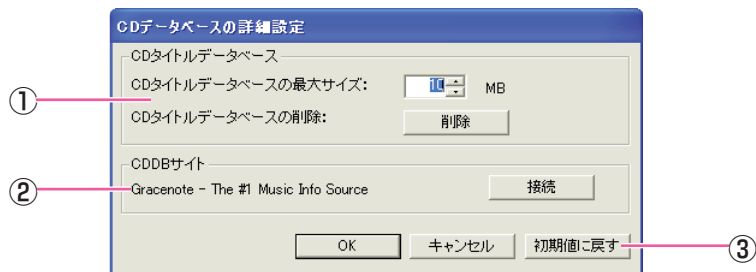 CDデータベースの詳細設定
CDタイトルデータベース
CDタイトルデータベースの最大サイズ: 10 MB
①
CDタイトルデータベースの削除: 削除
CDDBサイト
② Gracenote - The #1 Music Info Source 接続
OK キャンセル 初期値に戻す ③